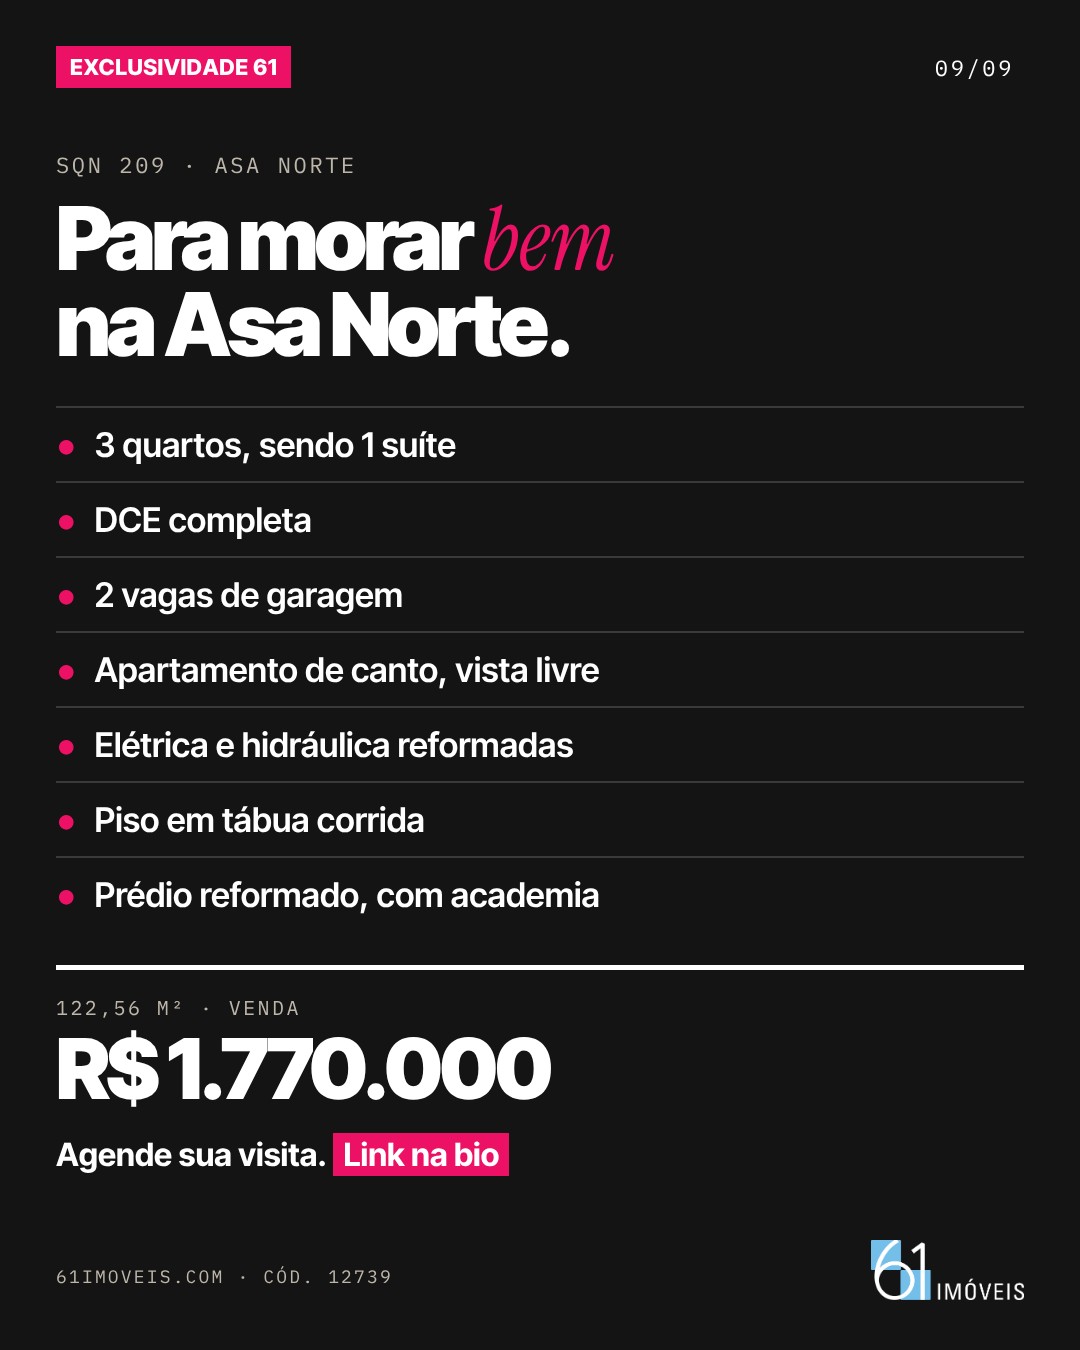 EXCLUSIVIDADE 61
09/09
SQN 209 · ASA NORTE
Para morar bem
na Asa Norte.
3 quartos, sendo 1 suíte
DCE completa
2 vagas de garagem
Apartamento de canto, vista livre
Elétrica e hidráulica reformadas
Piso em tábua corrida
Prédio reformado, com academia
122,56 M² · VENDA
R$ 1.770.000
Agende sua visita. Link na bio
61IMOVEIS.COM · CÓD. 12739
61 IMÓVEIS